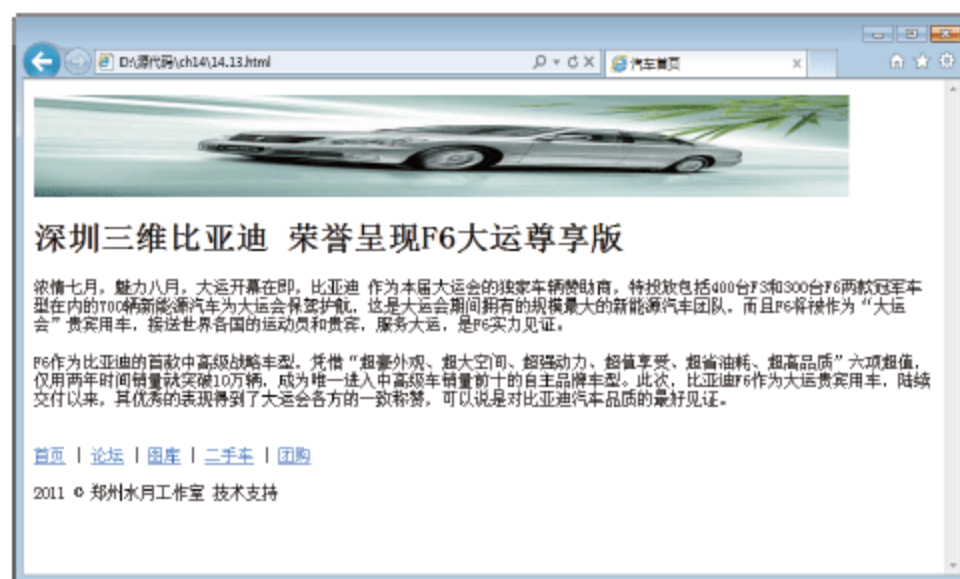 D:\源代码\ch14\14.13.html
汽车首页
深圳三维比亚迪 荣誉呈现F6大运尊享版
浓情七月，魅力八月，大运开幕在即，比亚迪 作为本届大运会的独家车辆赞助商，特投放包括400台F3和300台F6两款冠军车
型在内的700辆新能源汽车为大运会保驾护航，这是大运会期间拥有的规模最大的新能源汽车团队。而且F6将被作为“大运
会”贵宾用车，接送世界各国的运动员和贵宾，服务大运，是F6实力见证。
F6作为比亚迪的首款中高级战略车型，凭借“超豪外观、超大空间、超强动力、超值享受、超省油耗、超高品质”六项超值，
仅用两年时间销量就突破10万辆，成为唯一进入中高级车销量前十的自主品牌车型。此次，比亚迪F6作为大运贵宾用车，陆续
交付以来，其优秀的表现得到了大运会各方的一致称赞，可以说是对比亚迪汽车品质的最好见证。
首页 | 论坛 | 图库 | 二手车 | 团购
2011 © 郑州水月工作室 技术支持